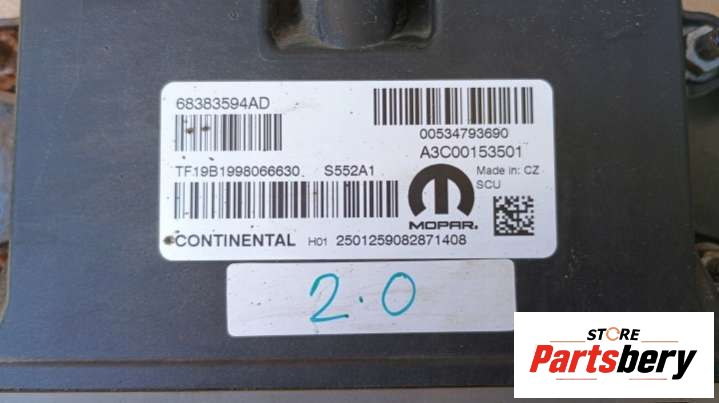 68383594AD
00534793690
A3C00153501
TF19B1998066630 S552A1
Made in: CZ
SCU
MOPAR.
CONTINENTAL H01 2501259082871408
2.0
STORE
Partsbery